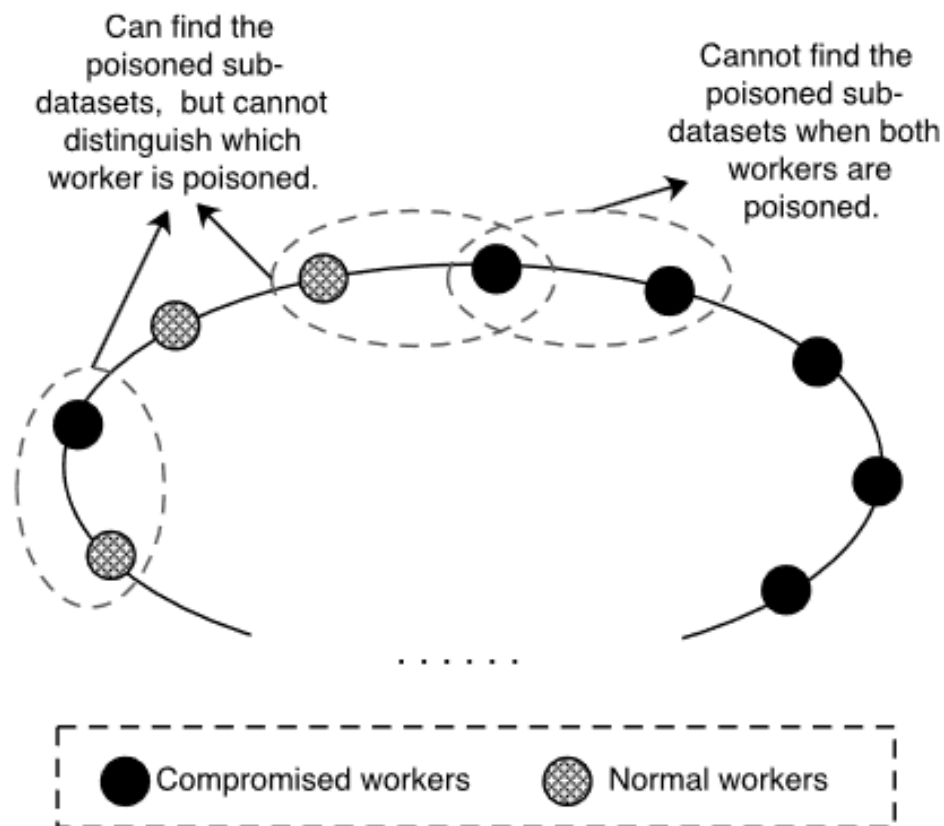 Can find the
poisoned sub-
datasets, but cannot
distinguish which
worker is poisoned.
Cannot find the
poisoned sub-
datasets when both
workers are
poisoned.
. . . . . .
Compromised workers
Normal workers